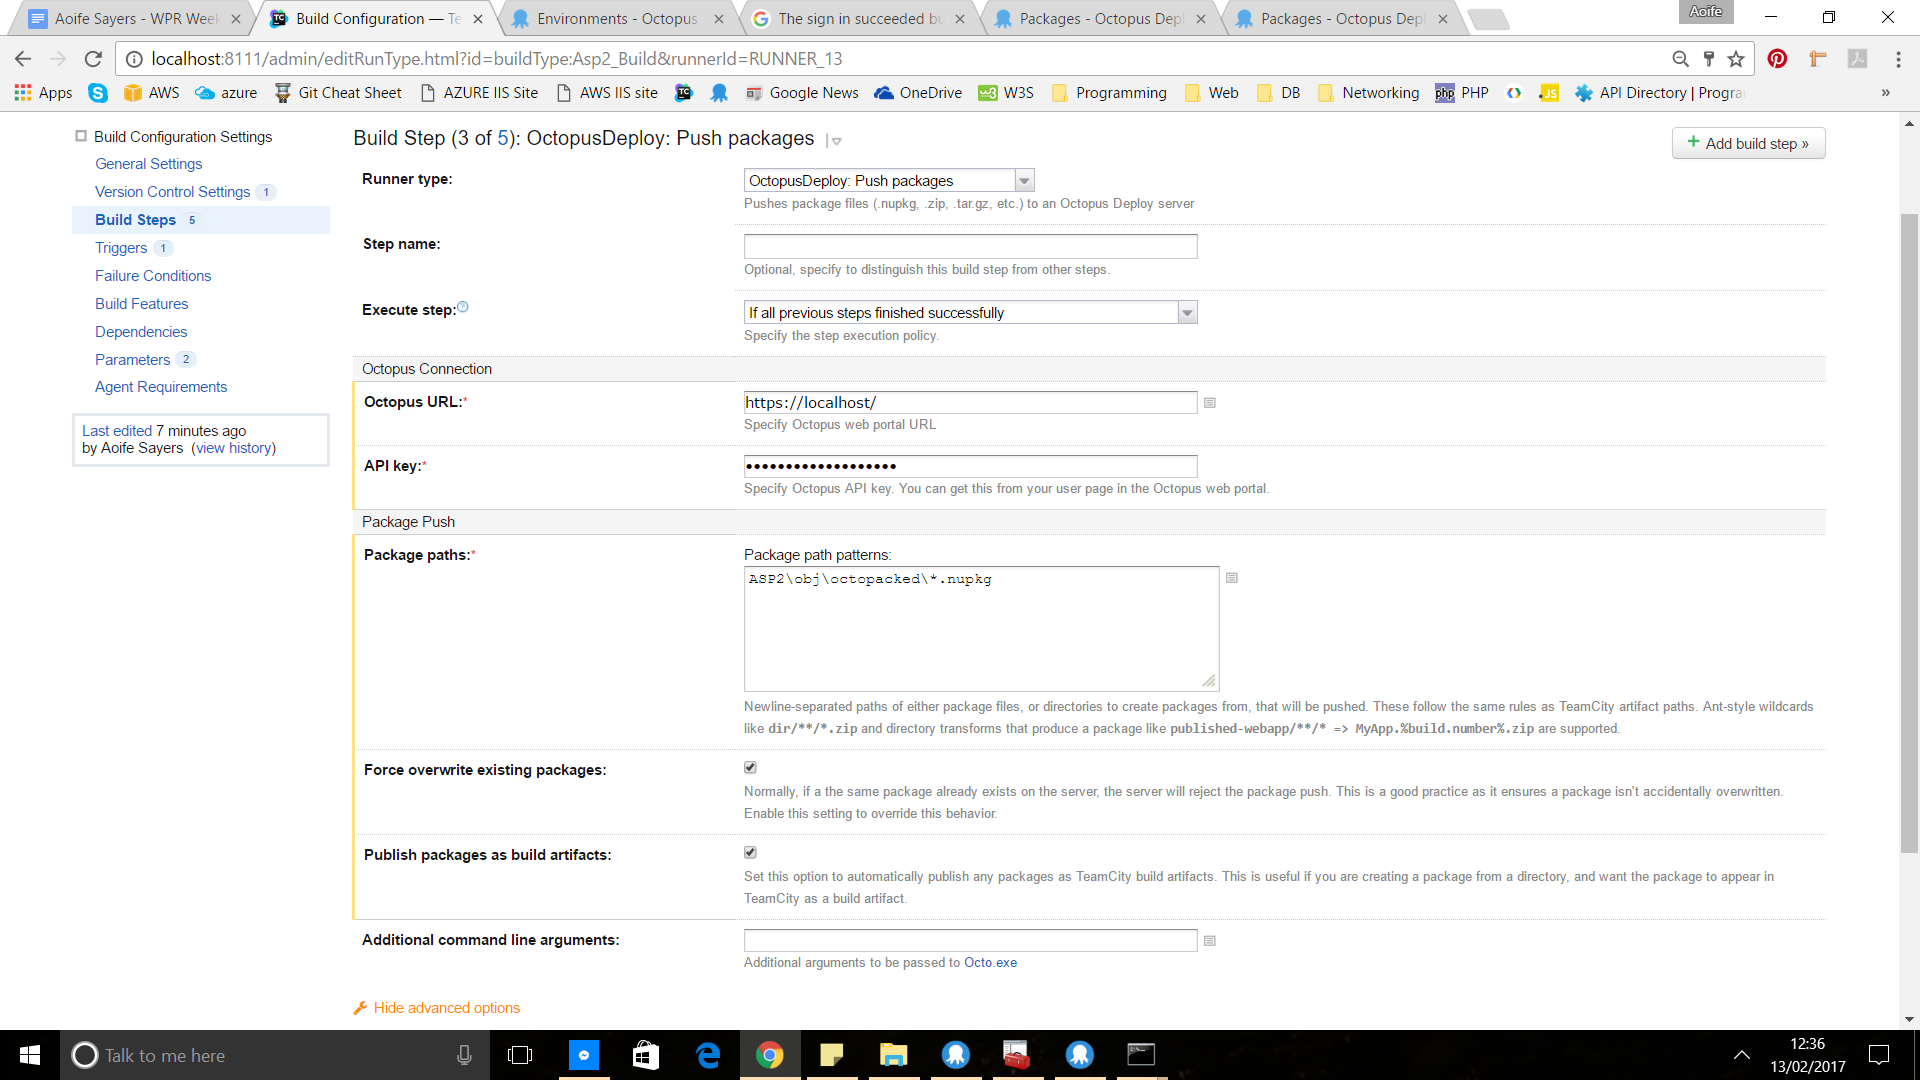 Aoife Sayers - WPR Week
Build Configuration — Te
Environments - Octopus
The sign in succeeded bu
Packages - Octopus Depl
Packages - Octopus Depl
Aoife
localhost:8111/admin/editRunType.html?id=buildType:Asp2_Build&runnerId=RUNNER_13
Apps
AWS
azure
Git Cheat Sheet
AZURE IIS Site
AWS IIS site
Google News
OneDrive
W3S
Programming
Web
DB
Networking
PHP
API Directory | Progra
»
Build Configuration Settings
General Settings
Version Control Settings 1
Build Steps 5
Triggers 1
Failure Conditions
Build Features
Dependencies
Parameters 2
Agent Requirements
Last edited 7 minutes ago
by Aoife Sayers (view history)
Build Step (3 of 5): OctopusDeploy: Push packages
+ Add build step »
Runner type:
OctopusDeploy: Push packages
Pushes package files (.nupkg, .zip, .tar.gz, etc.) to an Octopus Deploy server
Step name:
Optional, specify to distinguish this build step from other steps.
Execute step:
If all previous steps finished successfully
Specify the step execution policy.
Octopus Connection
Octopus URL:*
https://localhost/
Specify Octopus web portal URL
API key:*
•••••••••••••••••••
Specify Octopus API key. You can get this from your user page in the Octopus web portal.
Package Push
Package paths:*
Package path patterns:
ASP2\obj\octopacked\*.nupkg
Newline-separated paths of either package files, or directories to create packages from, that will be pushed. These follow the same rules as TeamCity artifact paths. Ant-style wildcards
like dir/**/*.zip and directory transforms that produce a package like published-webapp/**/* => MyApp.%build.number%.zip are supported.
Force overwrite existing packages:
Normally, if a the same package already exists on the server, the server will reject the package push. This is a good practice as it ensures a package isn't accidentally overwritten.
Enable this setting to override this behavior.
Publish packages as build artifacts:
Set this option to automatically publish any packages as TeamCity build artifacts. This is useful if you are creating a package from a directory, and want the package to appear in
TeamCity as a build artifact.
Additional command line arguments:
Additional arguments to be passed to Octo.exe
Hide advanced options
Talk to me here
12:36
13/02/2017